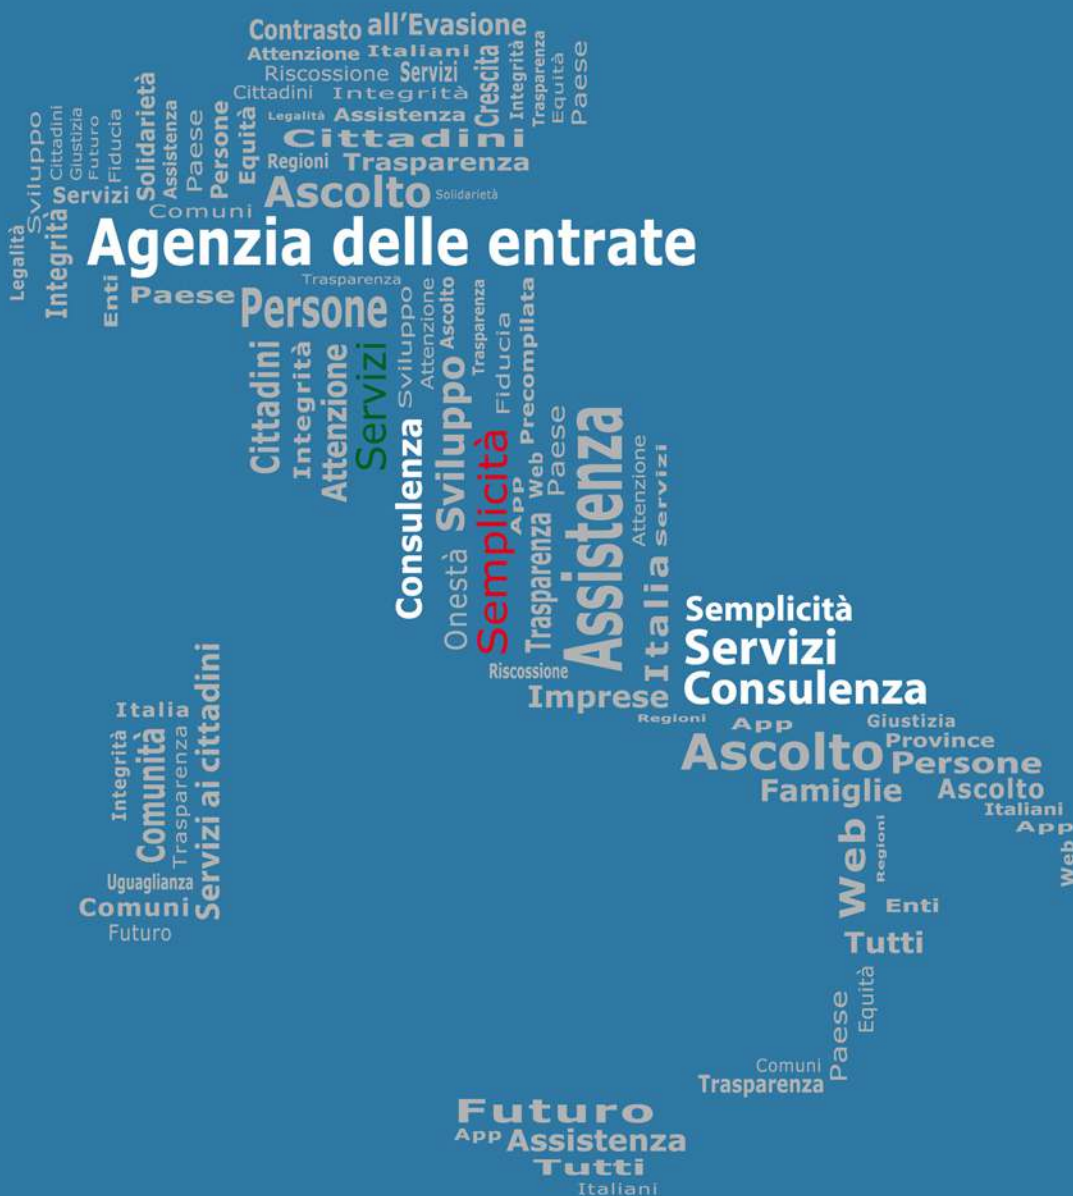 Contrasto all'Evasione
Attenzione Italiani
Riscossione Servizi
Crescita
Integrità
Trasparenza
Equità
Paese
Cittadini Integrità
Legalità Assistenza
Cittadini
Regioni Trasparenza
Ascolto Solidarietà
Sviluppo
Cittadini
Giustizia
Futuro
Fiducia
Solidarietà
Assistenza
Paese
Persone
Equità
Servizi
Comuni
Legalità
Integrità
Agenzia delle entrate
Enti
Paese
Trasparenza
Persone
Cittadini
Integrità
Attenzione
Servizi
Sviluppo
Attenzione
Ascolto
Trasparenza
Fiducia
Precompilata
Consulenza
Sviluppo
Onestà
Semplicità
App
Web
Paese
Trasparenza
Assistenza
Attenzione
servizi
Italia
Riscossione
Imprese
Semplicità
Servizi
Consulenza
Regioni App Giustizia
Ascolto Province
Persone
Famiglie Ascolto
Italiani
App
Web
Web
Regioni
Enti
Tutti
Equità
Paese
Comuni
Trasparenza
Italia
Integrità
Comunità
Trasparenza
Servizi ai cittadini
Uguaglianza
Comuni
Futuro
Futuro
App Assistenza
Tutti
Italiani